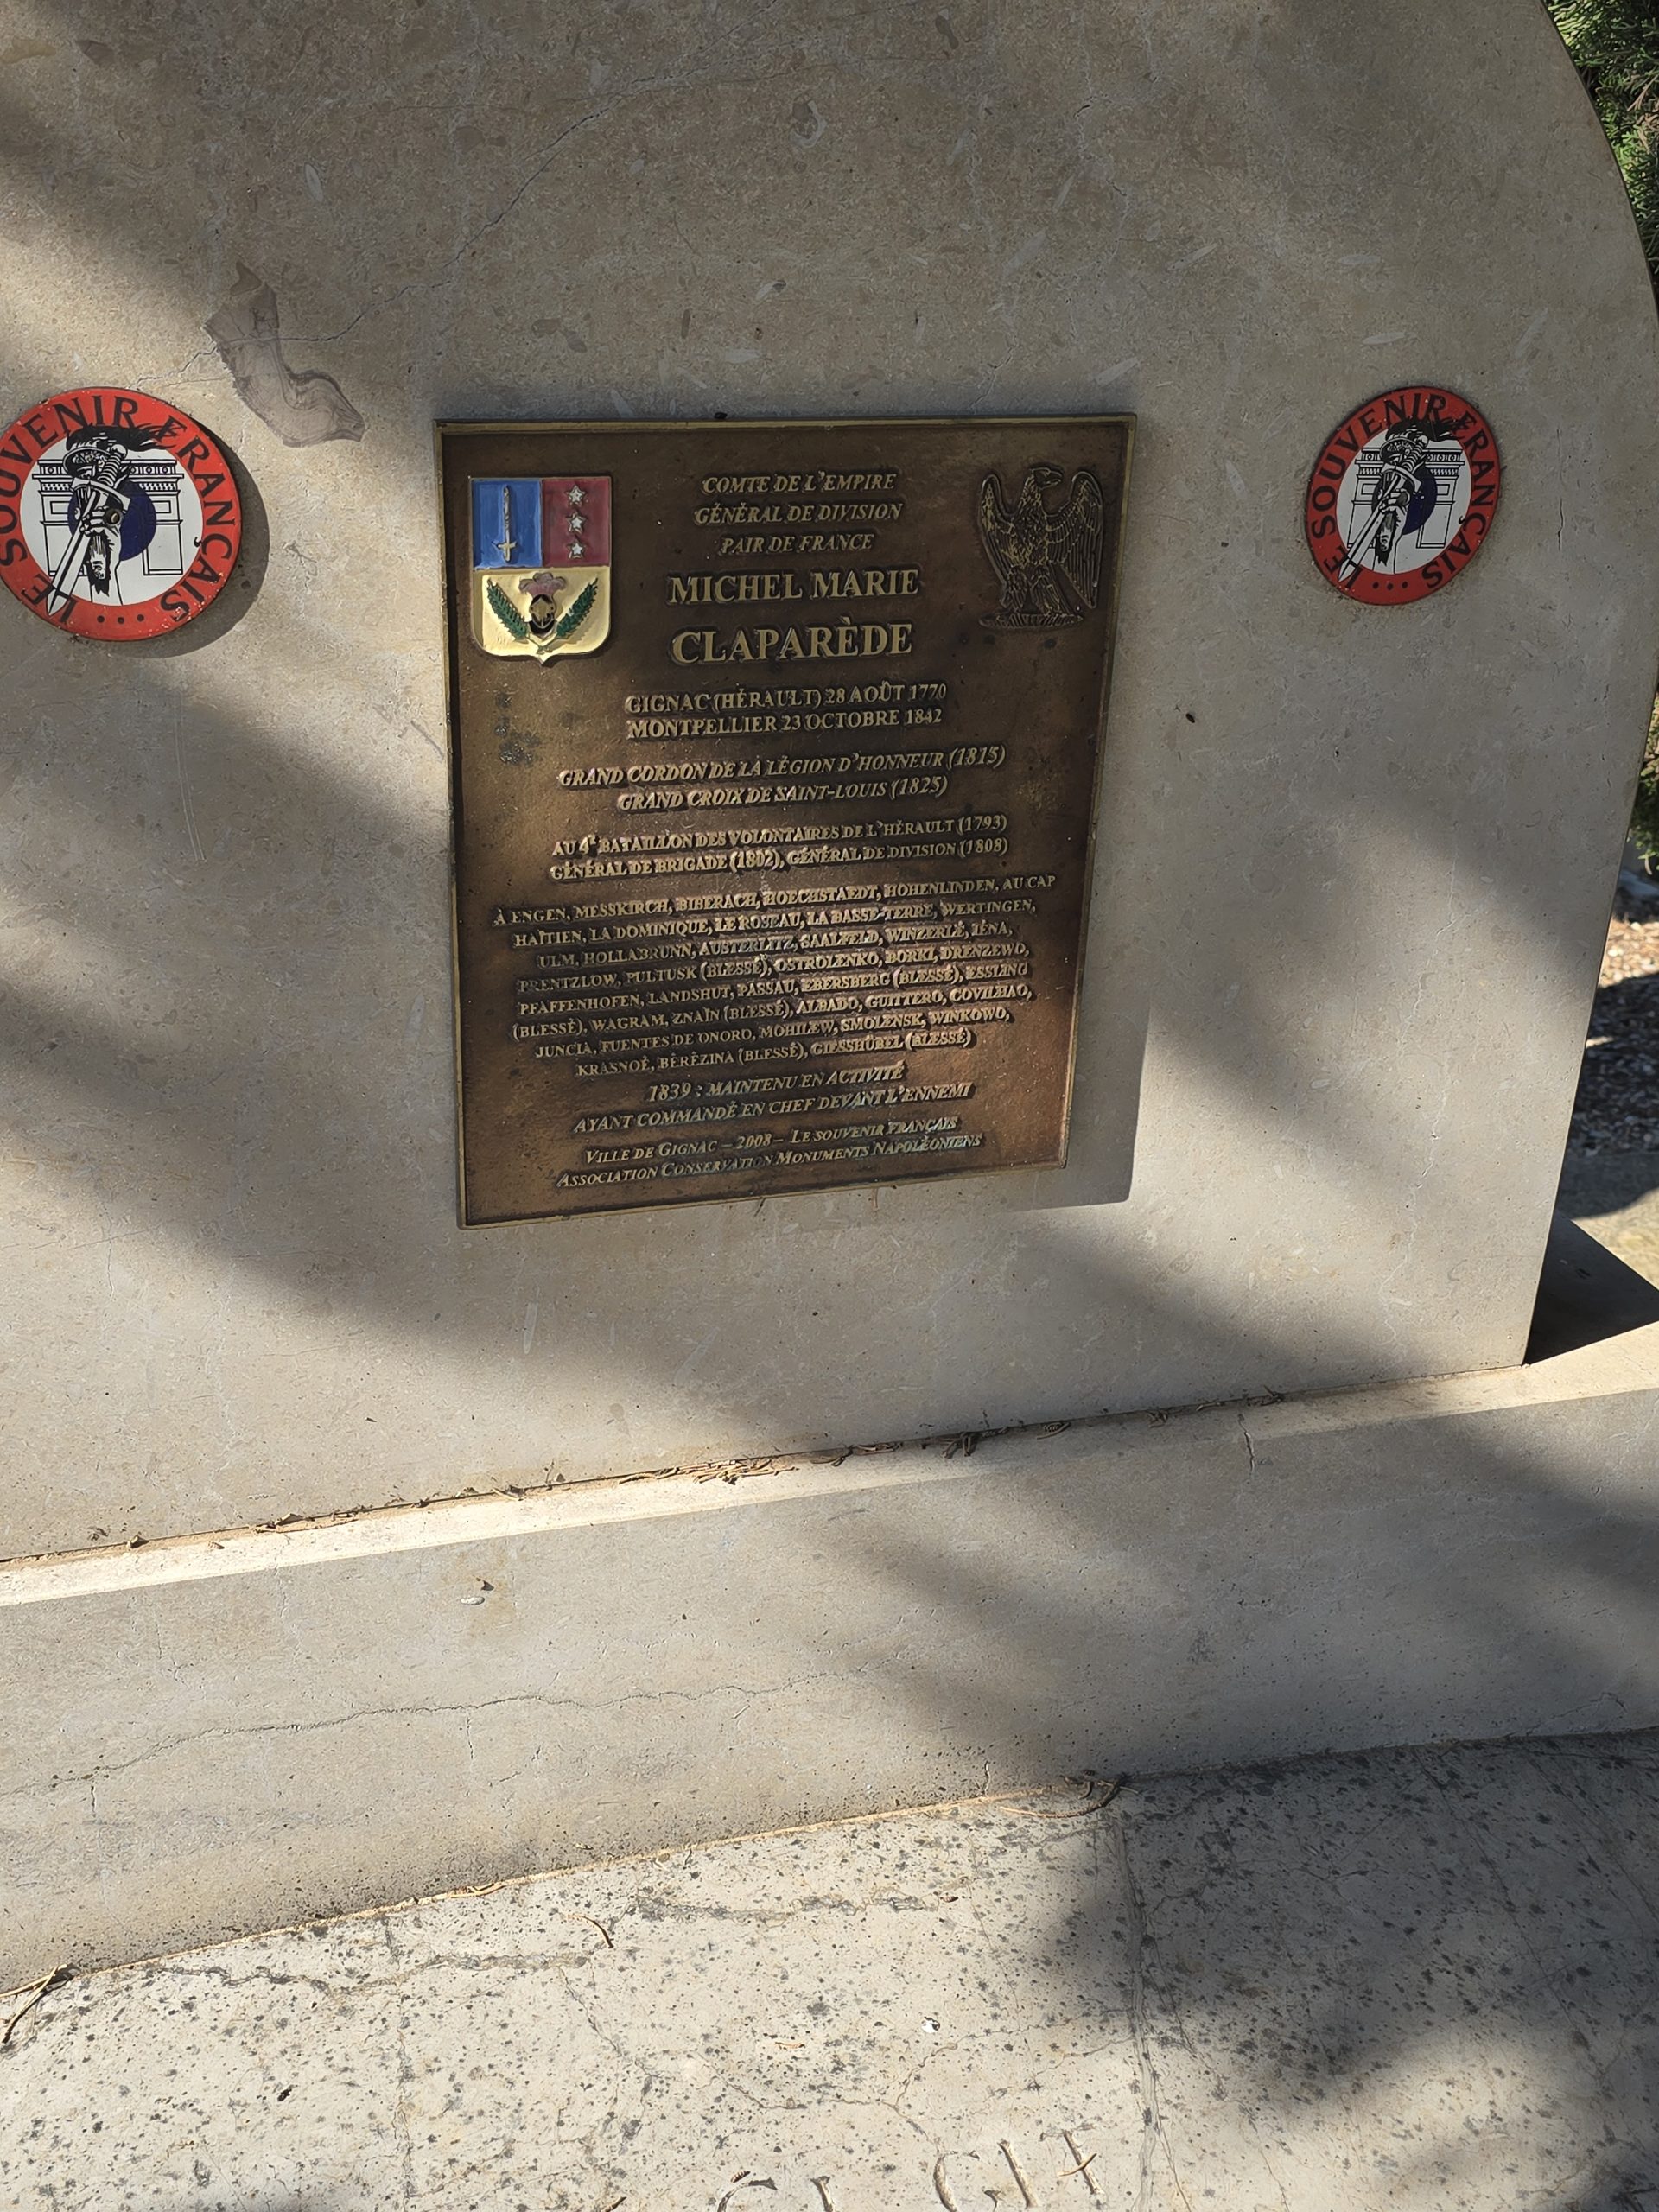 LE SOUVENIR FRANÇAIS
COMTE DE L'EMPIRE
GÉNÉRAL DE DIVISION
PAIR DE FRANCE
MICHEL MARIE
CLAPARÈDE
GIGNAC (HÉRAULT) 28 AOÛT 1770
MONTPELLIER 23 OCTOBRE 1842
GRAND CORDON DE LA LÉGION D'HONNEUR (1815)
GRAND CROIX DE SAINT-LOUIS (1825)
AU 4E BATAILLON DES VOLONTAIRES DE L'HÉRAULT (1793)
GÉNÉRAL DE BRIGADE (1802), GÉNÉRAL DE DIVISION (1808)
À ENGEN, MESSKIRCH, BIBERACH, HOECHSTAEDT, HOHENLINDEN, AU CAP
HAÏTIEN, LA DOMINIQUE, LE ROSEAU, LA BASSE-TERRE, WERTINGEN,
ULM, HOLLABRUNN, AUSTERLITZ, SAALFELD, WINZERLÉ, IÉNA,
PRENTZLOW, PULTUSK (BLESSÉ), OSTROLENKO, BORKI, DRENZEWO,
PFAFFENHOFEN, LANDSHUT, PASSAU, EBERSBERG (BLESSÉ), ESSLING
(BLESSÉ), WAGRAM, ZNAÏN (BLESSÉ), ALBADO, GUITTERO, COVILHAO,
JUNCIA, FUENTES DE ONORO, MOHILEW, SMOLENSK, WINKOWO,
KRASNOÉ, BÉRÉZINA (BLESSÉ), GIESSHÜBEL (BLESSÉ)
1839 : MAINTENU EN ACTIVITÉ
AYANT COMMANDÉ EN CHEF DEVANT L'ENNEMI
VILLE DE GIGNAC – 2008 – LE SOUVENIR FRANÇAIS
ASSOCIATION CONSERVATION MONUMENTS NAPOLÉONIENS
LE SOUVENIR FRANÇAIS